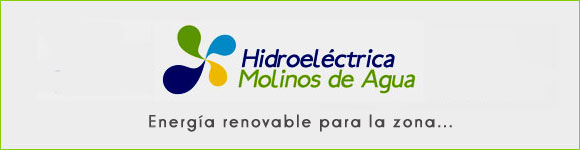 Hidroeléctrica
Molinos de Agua
Energía renovable para la zona...